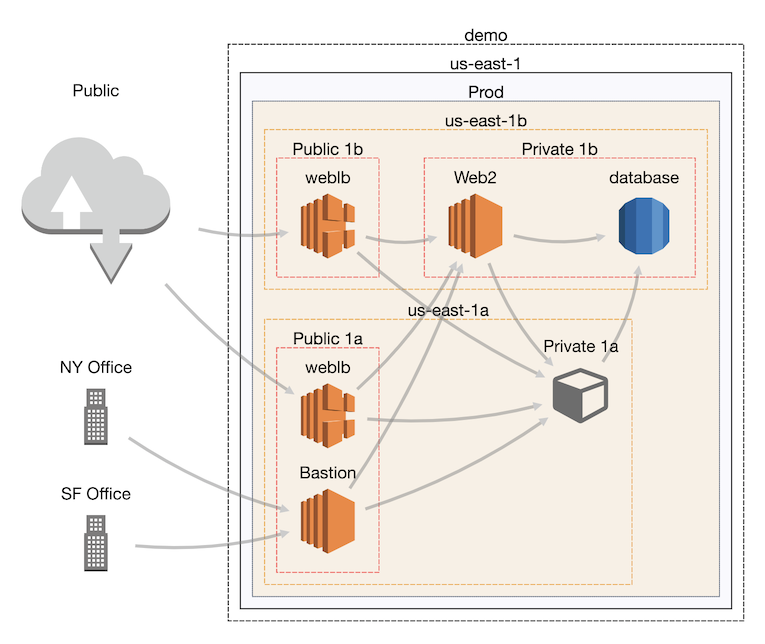 demo
us-east-1
Public
Prod
us-east-1b
Public 1b
Private 1b
weblb
Web2
database
us-east-1a
Public 1a
Private 1a
NY Office
weblb
Bastion
SF Office